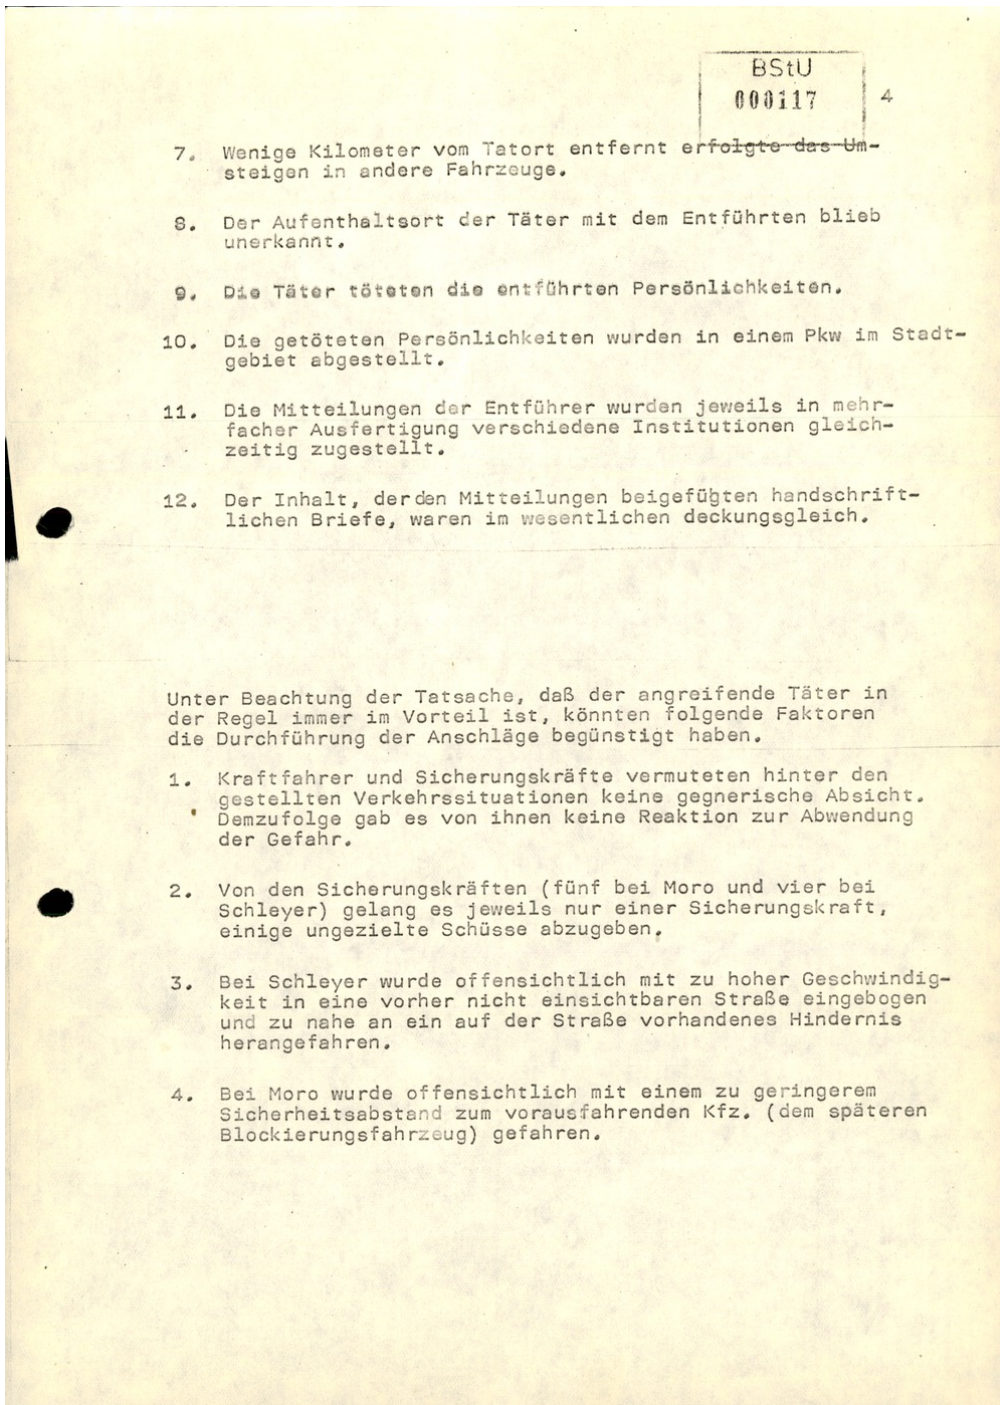 BStU
000117
4
7. Wenige Kilometer vom Tatort entfernt erfolgte das Um-
steigen in andere Fahrzeuge.
8. Der Aufenthaltsort der Täter mit dem Entführten blieb
unerkannt.
9. Die Täter töteten die entführten Persönlichkeiten.
10. Die getöteten Persönlichkeiten wurden in einem Pkw im Stadt-
gebiet abgestellt.
11. Die Mitteilungen der Entführer wurden jeweils in mehr-
facher Ausfertigung verschiedene Institutionen gleich-
zeitig zugestellt.
12. Der Inhalt, der den Mitteilungen beigefügten handschrift-
lichen Briefe, waren im wesentlichen deckungsgleich.
Unter Beachtung der Tatsache, daß der angreifende Täter in
der Regel immer im Vorteil ist, könnten folgende Faktoren
die Durchführung der Anschläge begünstigt haben.
1. Kraftfahrer und Sicherungskräfte vermuteten hinter den
gestellten Verkehrssituationen keine gegnerische Absicht.
Demzufolge gab es von ihnen keine Reaktion zur Abwendung
der Gefahr.
2. Von den Sicherungskräften (fünf bei Moro und vier bei
Schleyer) gelang es jeweils nur einer Sicherungskraft,
einige ungezielte Schüsse abzugeben.
3. Bei Schleyer wurde offensichtlich mit zu hoher Geschwindig-
keit in eine vorher nicht einsichtbaren Straße eingebogen
und zu nahe an ein auf der Straße vorhandenes Hindernis
herangefahren.
4. Bei Moro wurde offensichtlich mit einem zu geringerem
Sicherheitsabstand zum vorausfahrenden Kfz. (dem späteren
Blockierungsfahrzeug) gefahren.